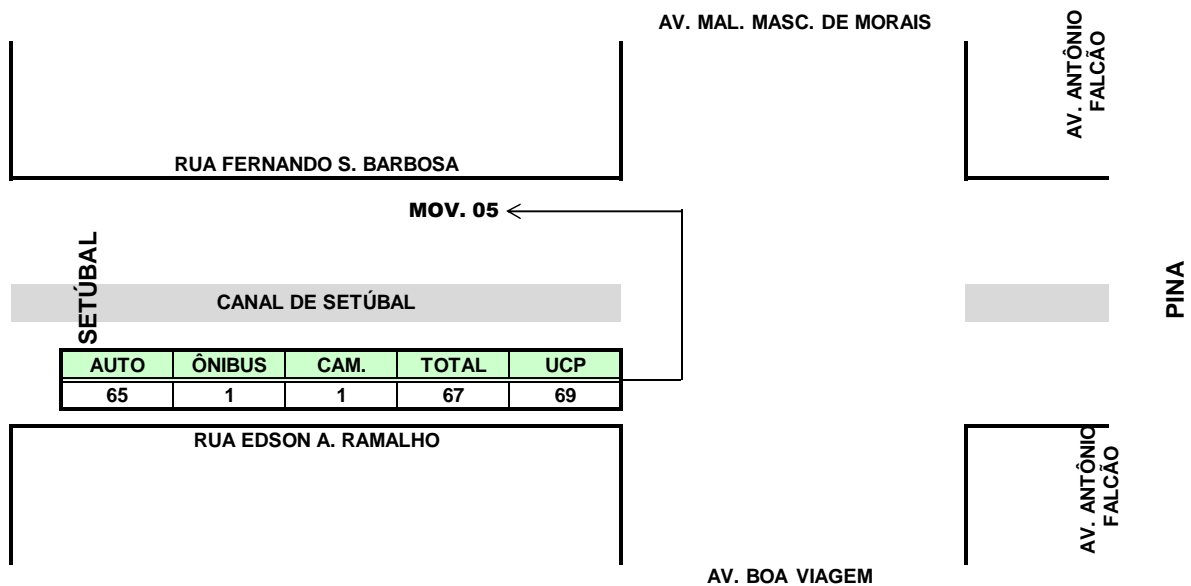 AV. MAL. MASC. DE MORAIS
AV. ANTÔNIO
FALCÃO
RUA FERNANDO S. BARBOSA
MOV. 05
SETÚBAL
CANAL DE SETÚBAL
PINA
AUTO ÔNIBUS CAM. TOTAL UCP
65 1 1 67 69
RUA EDSON A. RAMALHO
AV. ANTÔNIO
FALCÃO
AV. BOA VIAGEM